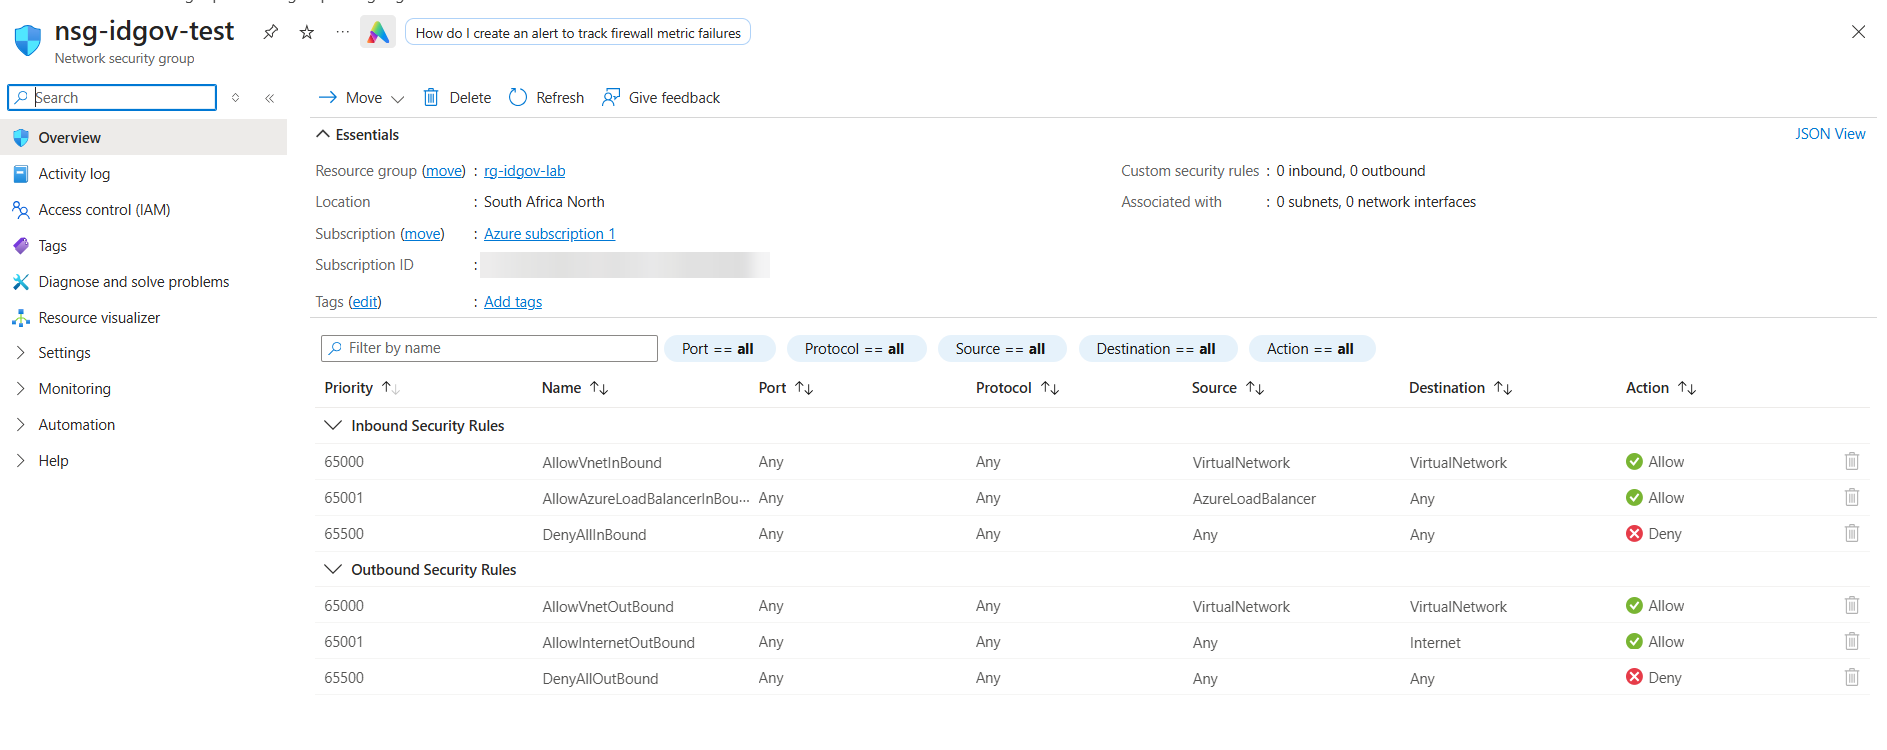 nsg-idgov-test
How do I create an alert to track firewall metric failures
Network security group
Search
Move Delete Refresh Give feedback
Overview
Activity log
Access control (IAM)
Tags
Diagnose and solve problems
Resource visualizer
Settings
Monitoring
Automation
Help
Essentials
JSON View
Resource group (move) : rg-idgov-lab
Location : South Africa North
Subscription (move) : Azure subscription 1
Subscription ID :
Tags (edit) : Add tags
Custom security rules : 0 inbound, 0 outbound
Associated with : 0 subnets, 0 network interfaces
Filter by name Port == all Protocol == all Source == all Destination == all Action == all
Priority Name Port Protocol Source Destination Action
Inbound Security Rules
65000 AllowVnetInBound Any Any VirtualNetwork VirtualNetwork Allow
65001 AllowAzureLoadBalancerInBou... Any Any AzureLoadBalancer Any Allow
65500 DenyAllInBound Any Any Any Any Deny
Outbound Security Rules
65000 AllowVnetOutBound Any Any VirtualNetwork VirtualNetwork Allow
65001 AllowInternetOutBound Any Any Any Internet Allow
65500 DenyAllOutBound Any Any Any Any Deny